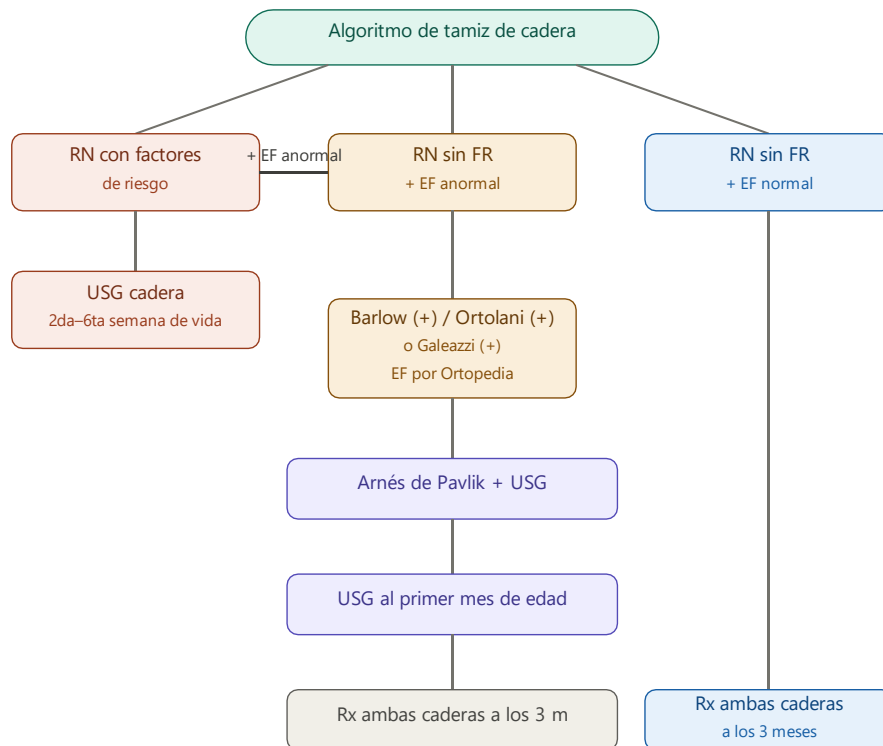 Algoritmo de tamiz de cadera
RN con factores
de riesgo
+ EF anormal
RN sin FR
+ EF anormal
RN sin FR
+ EF normal
USG cadera
2da–6ta semana de vida
Barlow (+) / Ortolani (+)
o Galeazzi (+)
EF por Ortopedia
Arnés de Pavlik + USG
USG al primer mes de edad
Rx ambas caderas a los 3 m
Rx ambas caderas
a los 3 meses